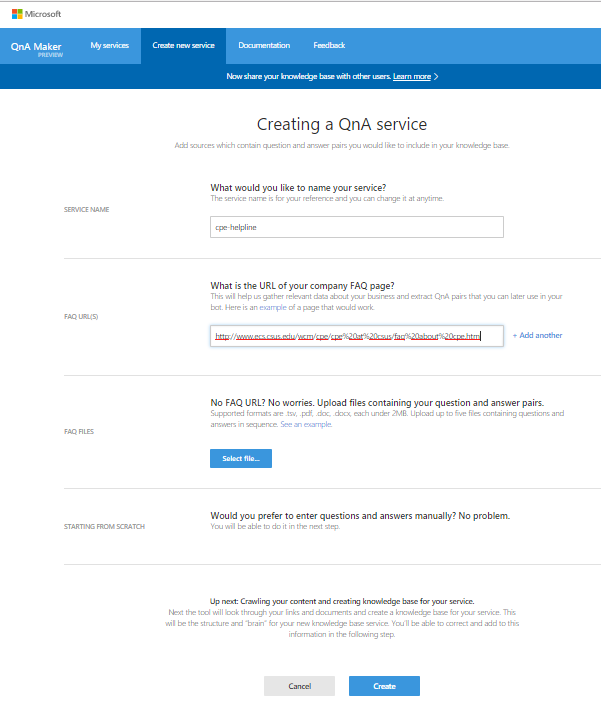 Microsoft
QnA Maker
PREVIEW
My services
Create new service
Documentation
Feedback
Now share your knowledge base with other users. Learn more >
Creating a QnA service
Add sources which contain question and answer pairs you would like to include in your knowledge base.
SERVICE NAME
What would you like to name your service?
The service name is for your reference and you can change it at anytime.
cpe-helpline
FAQ URL(S)
What is the URL of your company FAQ page?
This will help us gather relevant data about your business and extract QnA pairs that you can later use in your
bot. Here is an example of a page that would work.
http://www.ecs.csus.edu/wcm/cpe/cpe%20at%20csus/faq%20about%20cpe.htm
+ Add another
FAQ FILES
No FAQ URL? No worries. Upload files containing your question and answer pairs.
Supported formats are .tsv, .pdf, .doc, .docx, each under 2MB. Upload up to five files containing questions and
answers in sequence. See an example.
Select file...
STARTING FROM SCRATCH
Would you prefer to enter questions and answers manually? No problem.
You will be able to do it in the next step.
Up next: Crawling your content and creating knowledge base for your service.
Next the tool will look through your links and documents and create a knowledge base for your service. This
will be the structure and "brain" for your new knowledge base service. You'll be able to correct and add to this
information in the following step.
Cancel
Create